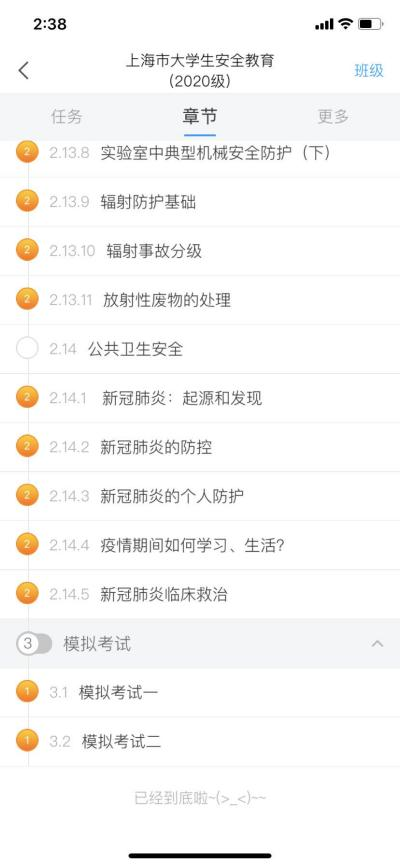 2:38
上海市大学生安全教育
(2020级)
班级
任务
章节
更多
2 2.13.8 实验室中典型机械安全防护（下）
2 2.13.9 辐射防护基础
2 2.13.10 辐射事故分级
2 2.13.11 放射性废物的处理
2.14 公共卫生安全
2 2.14.1 新冠肺炎：起源和发现
2 2.14.2 新冠肺炎的防控
2 2.14.3 新冠肺炎的个人防护
2 2.14.4 疫情期间如何学习、生活?
2 2.14.5 新冠肺炎临床救治
3 模拟考试
1 3.1 模拟考试一
1 3.2 模拟考试二
已经到底啦~(>_<)~~